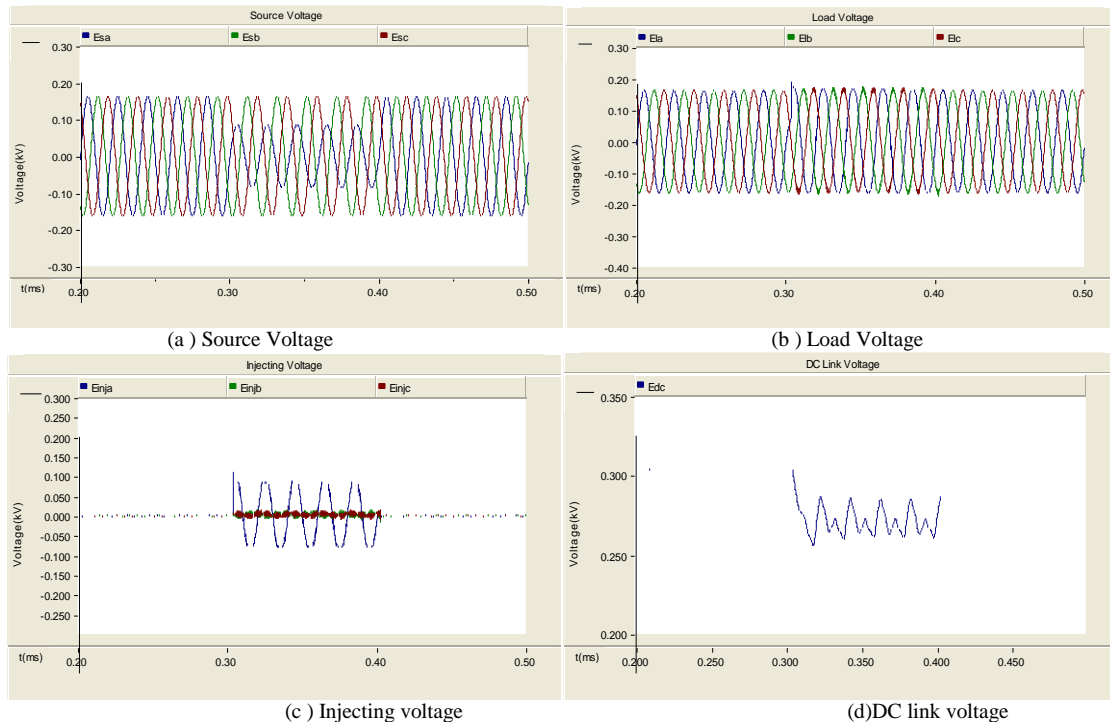 Source Voltage
Esa Esb Esc
0.30
0.20
0.10
0.00
-0.10
-0.20
-0.30
Voltage(kV)
t(ms) 0.20 0.30 0.40 0.50
(a ) Source Voltage
Load Voltage
Ela Elb Elc
0.30
0.20
0.10
0.00
-0.10
-0.20
-0.30
-0.40
Voltage(kV)
t(ms) 0.20 0.30 0.40 0.50
(b ) Load Voltage
Injecting Voltage
Einja Einjb Einjc
0.300
0.250
0.200
0.150
0.100
0.050
0.000
-0.050
-0.100
-0.150
-0.200
-0.250
Voltage(kV)
t(ms) 0.20 0.30 0.40 0.50
(c ) Injecting voltage
DC Link Voltage
Edc
0.350
0.300
0.250
0.200
Voltage(kV)
t(ms) 0.200 0.250 0.300 0.350 0.400 0.450
(d)DC link voltage